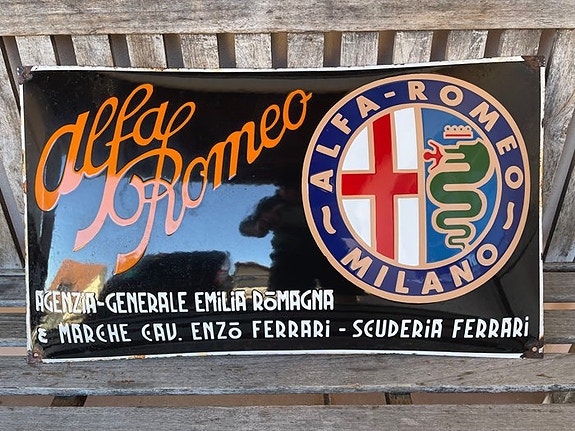 alfa Romeo
ALFA-ROMEO
MILANO
AGENZIA-GENERALE EMILIA ROMAGNA
E MARCHE CAV. ENZO FERRARI - SCUDERIA FERRARI